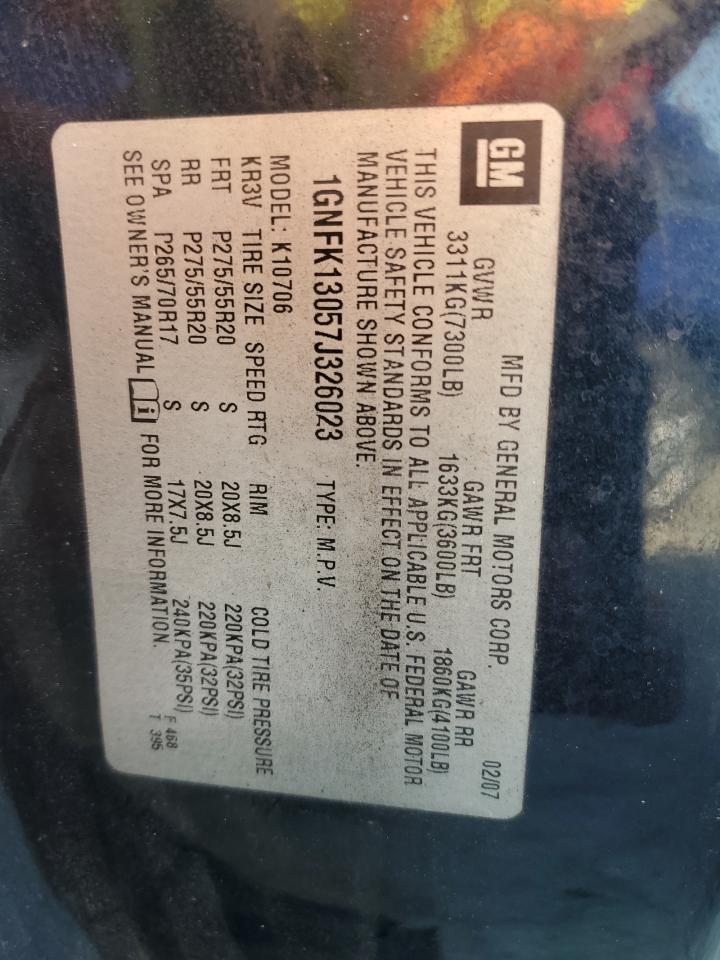 GM
MFD BY GENERAL MOTORS CORP. 02/07
GVWR GAWR FRT GAWR RR
3311KG(7300LB) 1633KG(3600LB) 1860KG(4100LB)
THIS VEHICLE CONFORMS TO ALL APPLICABLE U.S. FEDERAL MOTOR
VEHICLE SAFETY STANDARDS IN EFFECT ON THE DATE OF
MANUFACTURE SHOWN ABOVE.
1GNFK13057J326023 TYPE: M.P.V.
MODEL: K10706
KR3V TIRE SIZE SPEED RTG RIM COLD TIRE PRESSURE
FRT P275/55R20 S 20X8.5J 220KPA(32PSI)
RR P275/55R20 S 20X8.5J 220KPA(32PSI)
SPA P265/70R17 S 17X7.5J 240KPA(35PSI)
SEE OWNER'S MANUAL i FOR MORE INFORMATION.
F 468
T 395